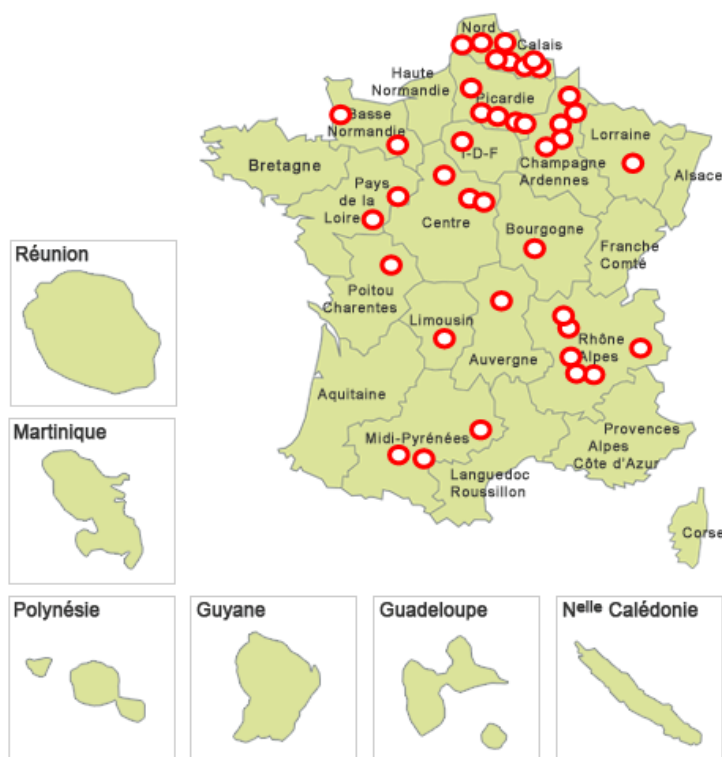 Nord
Calais
Haute
Normandie
Picardie
Basse
Normandie
Lorraine
I-D-F
Champagne
Ardennes
Alsace
Bretagne
Pays
de la
Loire
Centre
Bourgogne
Franche
Comté
Réunion
Poitou
Charentes
Limousin
Rhône
Alpes
Auvergne
Aquitaine
Martinique
Midi-Pyrénées
Provences
Alpes
Côte d'Azur
Languedoc
Roussillon
Corse
Polynésie
Guyane
Guadeloupe
Nelle Calédonie